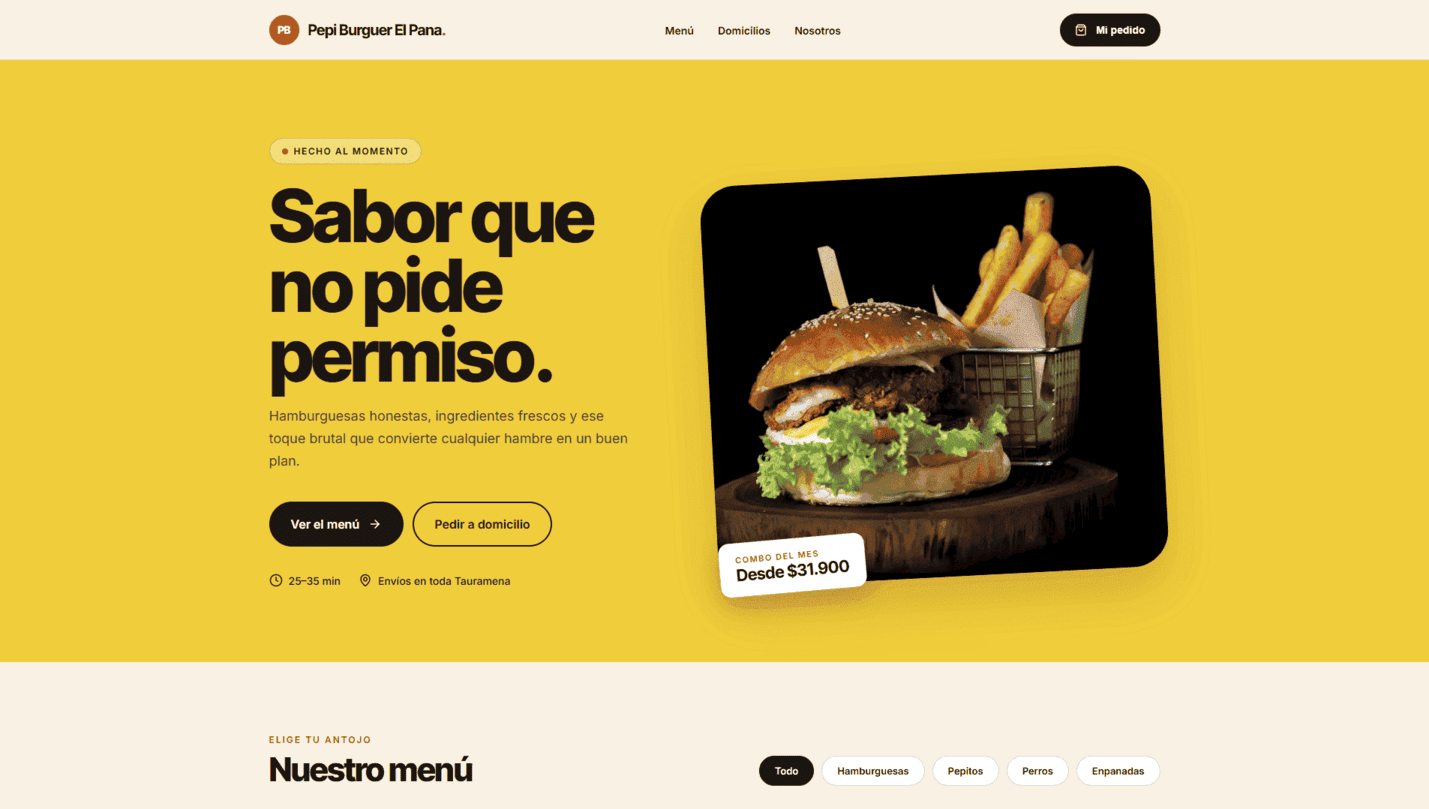 PB
Pepi Burguer El Pana.
Menú
Domicilios
Nosotros
Mi pedido
HECHO AL MOMENTO
Sabor que
no pide
permiso.
Hamburguesas honestas, ingredientes frescos y ese
toque brutal que convierte cualquier hambre en un buen
plan.
Ver el menú
Pedir a domicilio
25–35 min
Envíos en toda Tauramena
COMBO DEL MES
Desde $31.900
ELIGE TU ANTOJO
Nuestro menú
Todo
Hamburguesas
Pepitos
Perros
Enpanadas